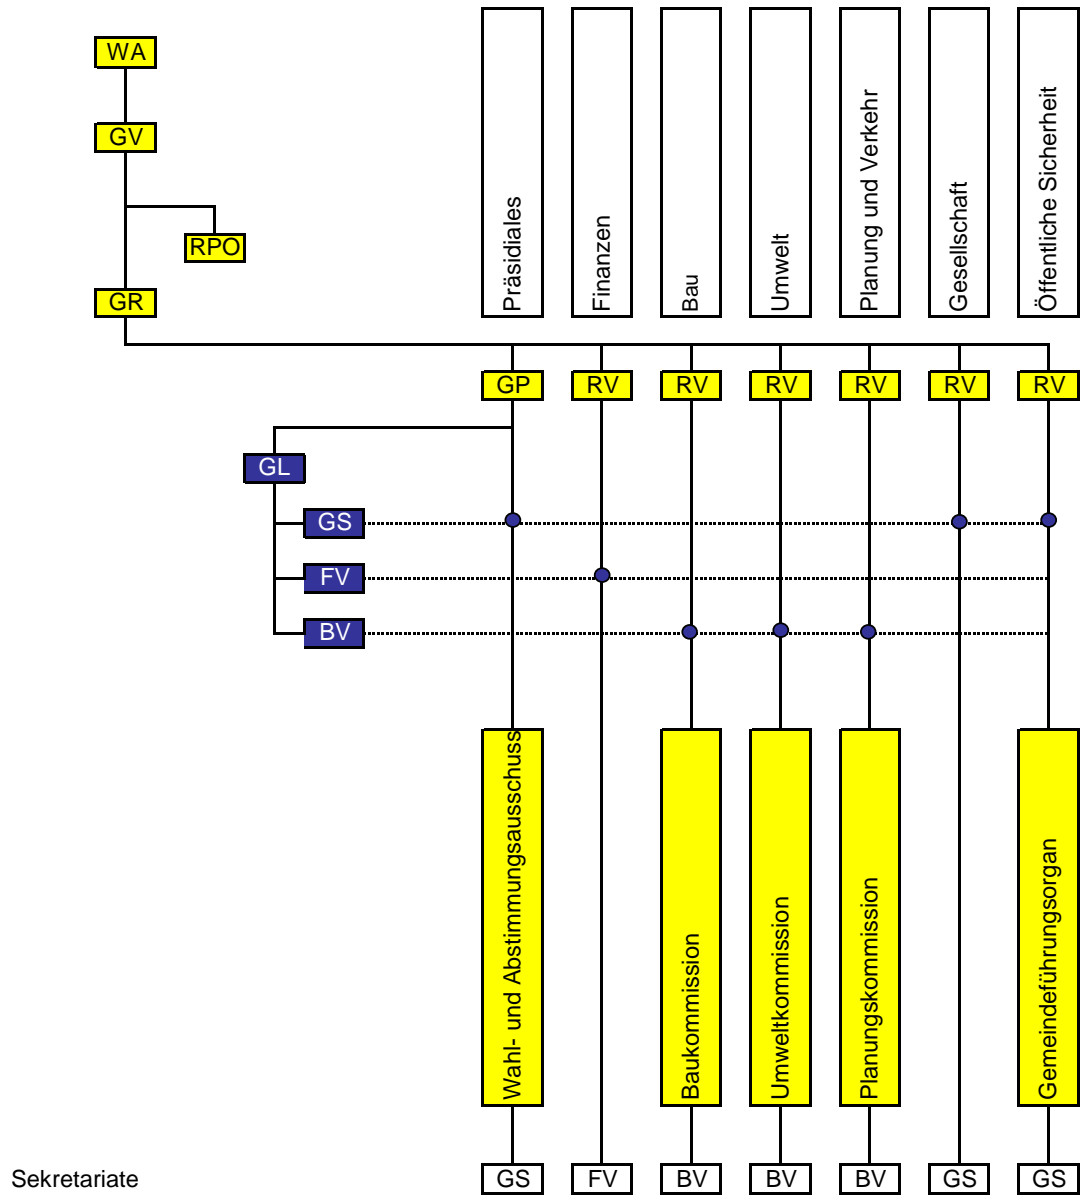 WA
GV
RPO
GR
Präsidiales
Finanzen
Bau
Umwelt
Planung und Verkehr
Gesellschaft
Öffentliche Sicherheit
GP RV RV RV RV RV RV
GL
GS
FV
BV
Wahl- und Abstimmungsausschuss
Baukommission
Umweltkommission
Planungskommission
Gemeindeführungsorgan
Sekretariate GS FV BV BV BV GS GS